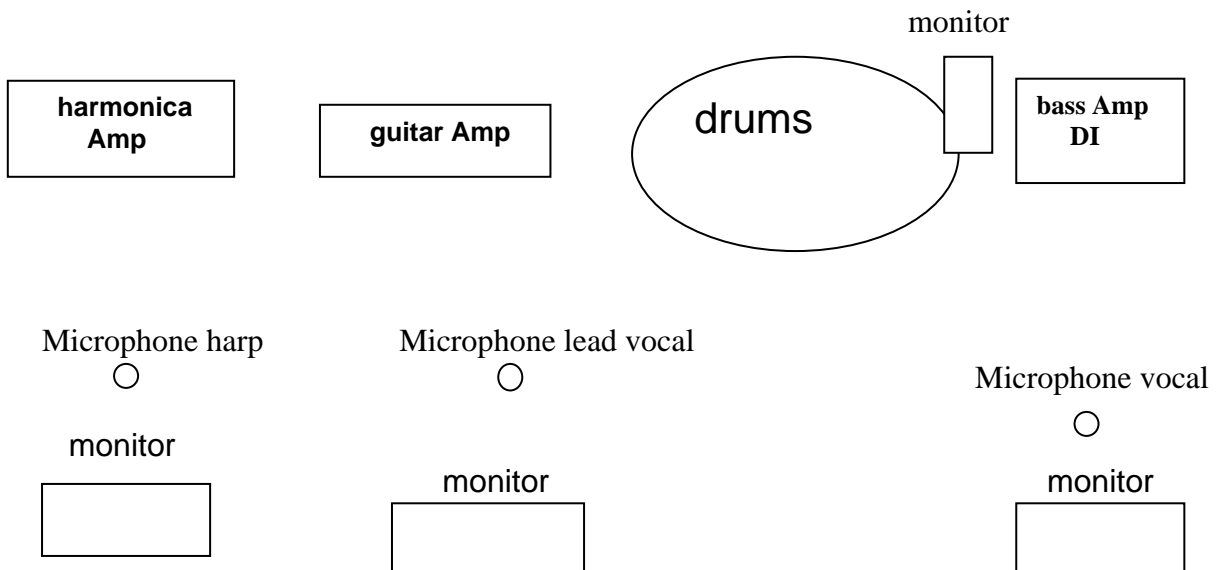 monitor
harmonica
Amp
guitar Amp
drums
bass Amp
DI
Microphone harp
Microphone lead vocal
Microphone vocal
monitor
monitor
monitor